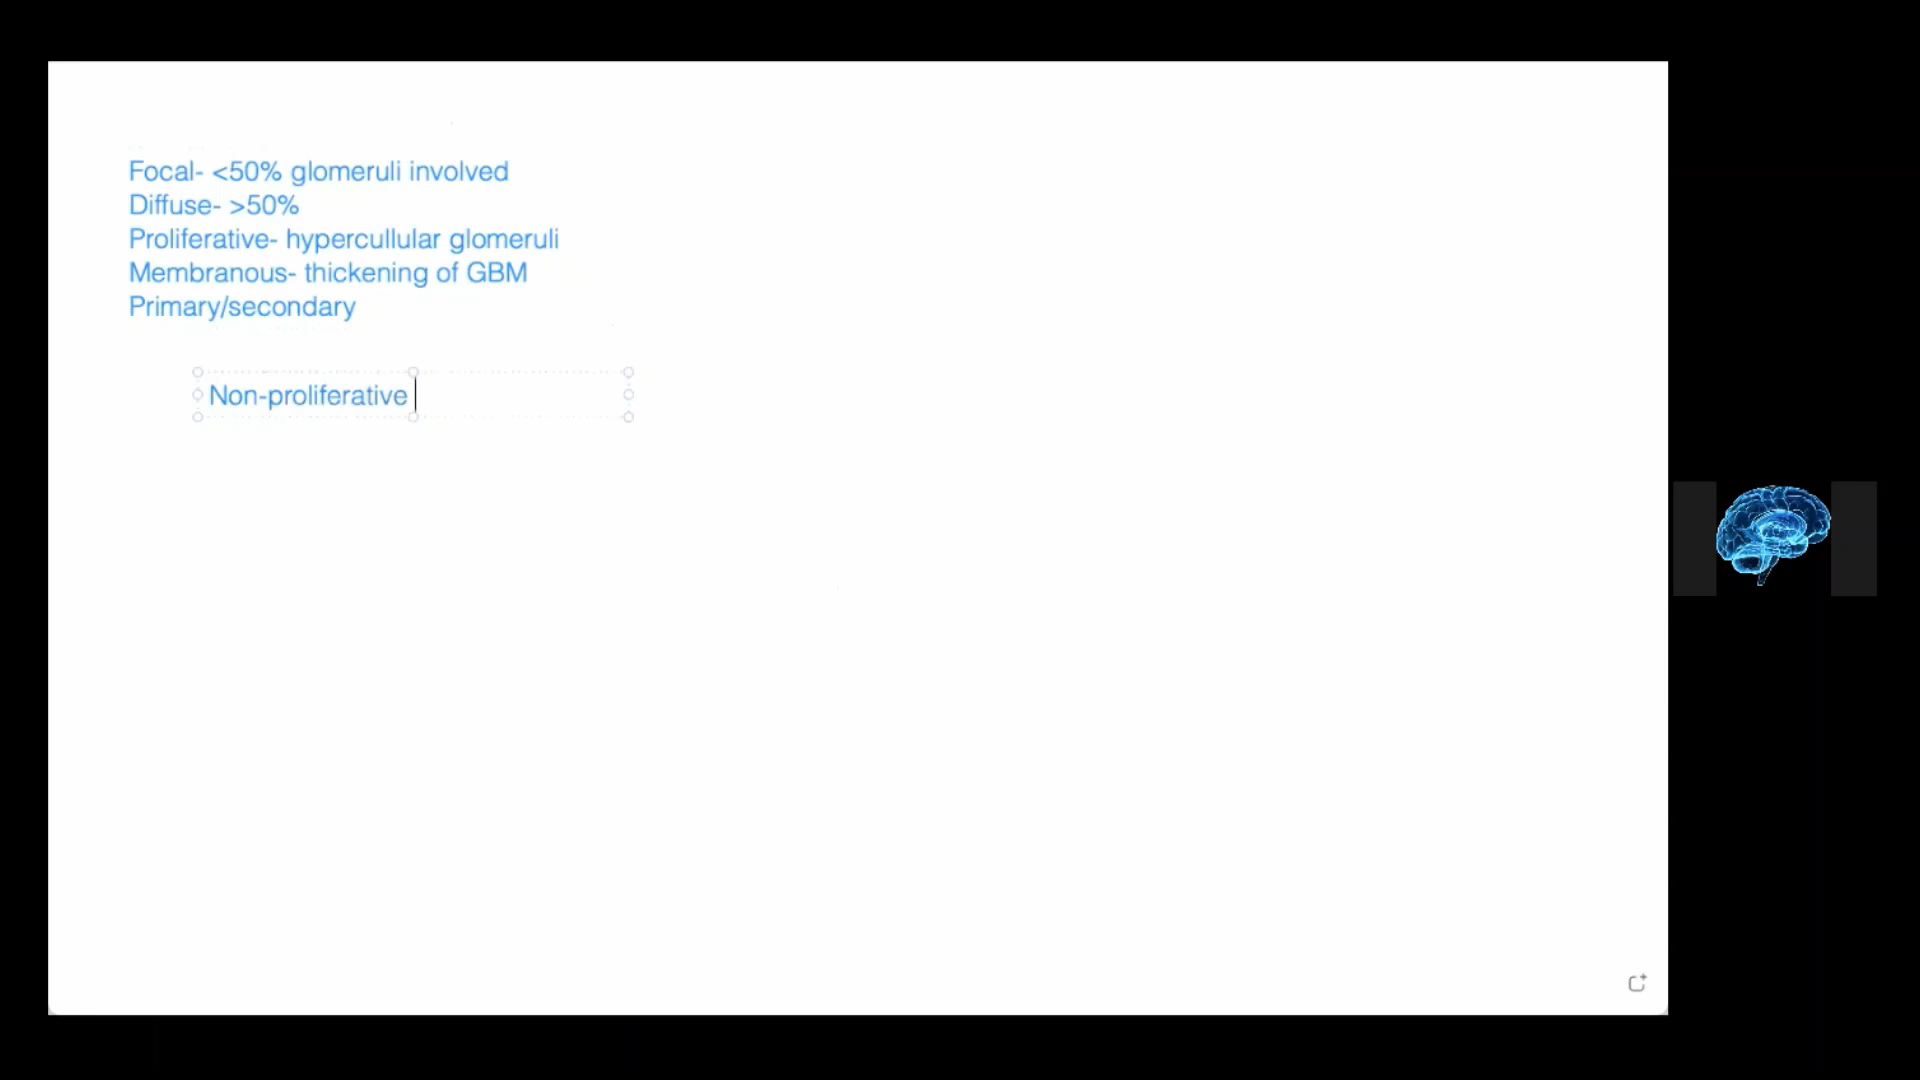 Focal- <50% glomeruli involved
Diffuse- >50%
Proliferative- hypercullular glomeruli
Membranous- thickening of GBM
Primary/secondary
Non-proliferative